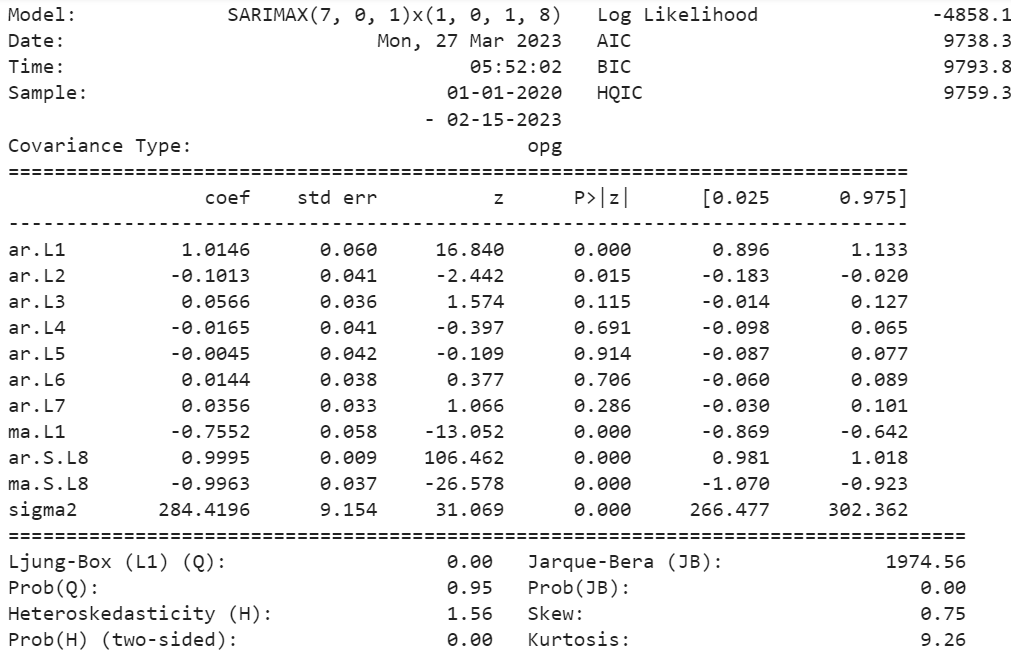 Model: SARIMAX(7, 0, 1)x(1, 0, 1, 8) Log Likelihood -4858.1
Date: Mon, 27 Mar 2023 AIC 9738.3
Time: 05:52:02 BIC 9793.8
Sample: 01-01-2020 HQIC 9759.3
- 02-15-2023
Covariance Type: opg
==============================================================================
coef std err z P>|z| [0.025 0.975]
------------------------------------------------------------------------------
ar.L1 1.0146 0.060 16.840 0.000 0.896 1.133
ar.L2 -0.1013 0.041 -2.442 0.015 -0.183 -0.020
ar.L3 0.0566 0.036 1.574 0.115 -0.014 0.127
ar.L4 -0.0165 0.041 -0.397 0.691 -0.098 0.065
ar.L5 -0.0045 0.042 -0.109 0.914 -0.087 0.077
ar.L6 0.0144 0.038 0.377 0.706 -0.060 0.089
ar.L7 0.0356 0.033 1.066 0.286 -0.030 0.101
ma.L1 -0.7552 0.058 -13.052 0.000 -0.869 -0.642
ar.S.L8 0.9995 0.009 106.462 0.000 0.981 1.018
ma.S.L8 -0.9963 0.037 -26.578 0.000 -1.070 -0.923
sigma2 284.4196 9.154 31.069 0.000 266.477 302.362
===================================================================================
Ljung-Box (L1) (Q): 0.00 Jarque-Bera (JB): 1974.56
Prob(Q): 0.95 Prob(JB): 0.00
Heteroskedasticity (H): 1.56 Skew: 0.75
Prob(H) (two-sided): 0.00 Kurtosis: 9.26